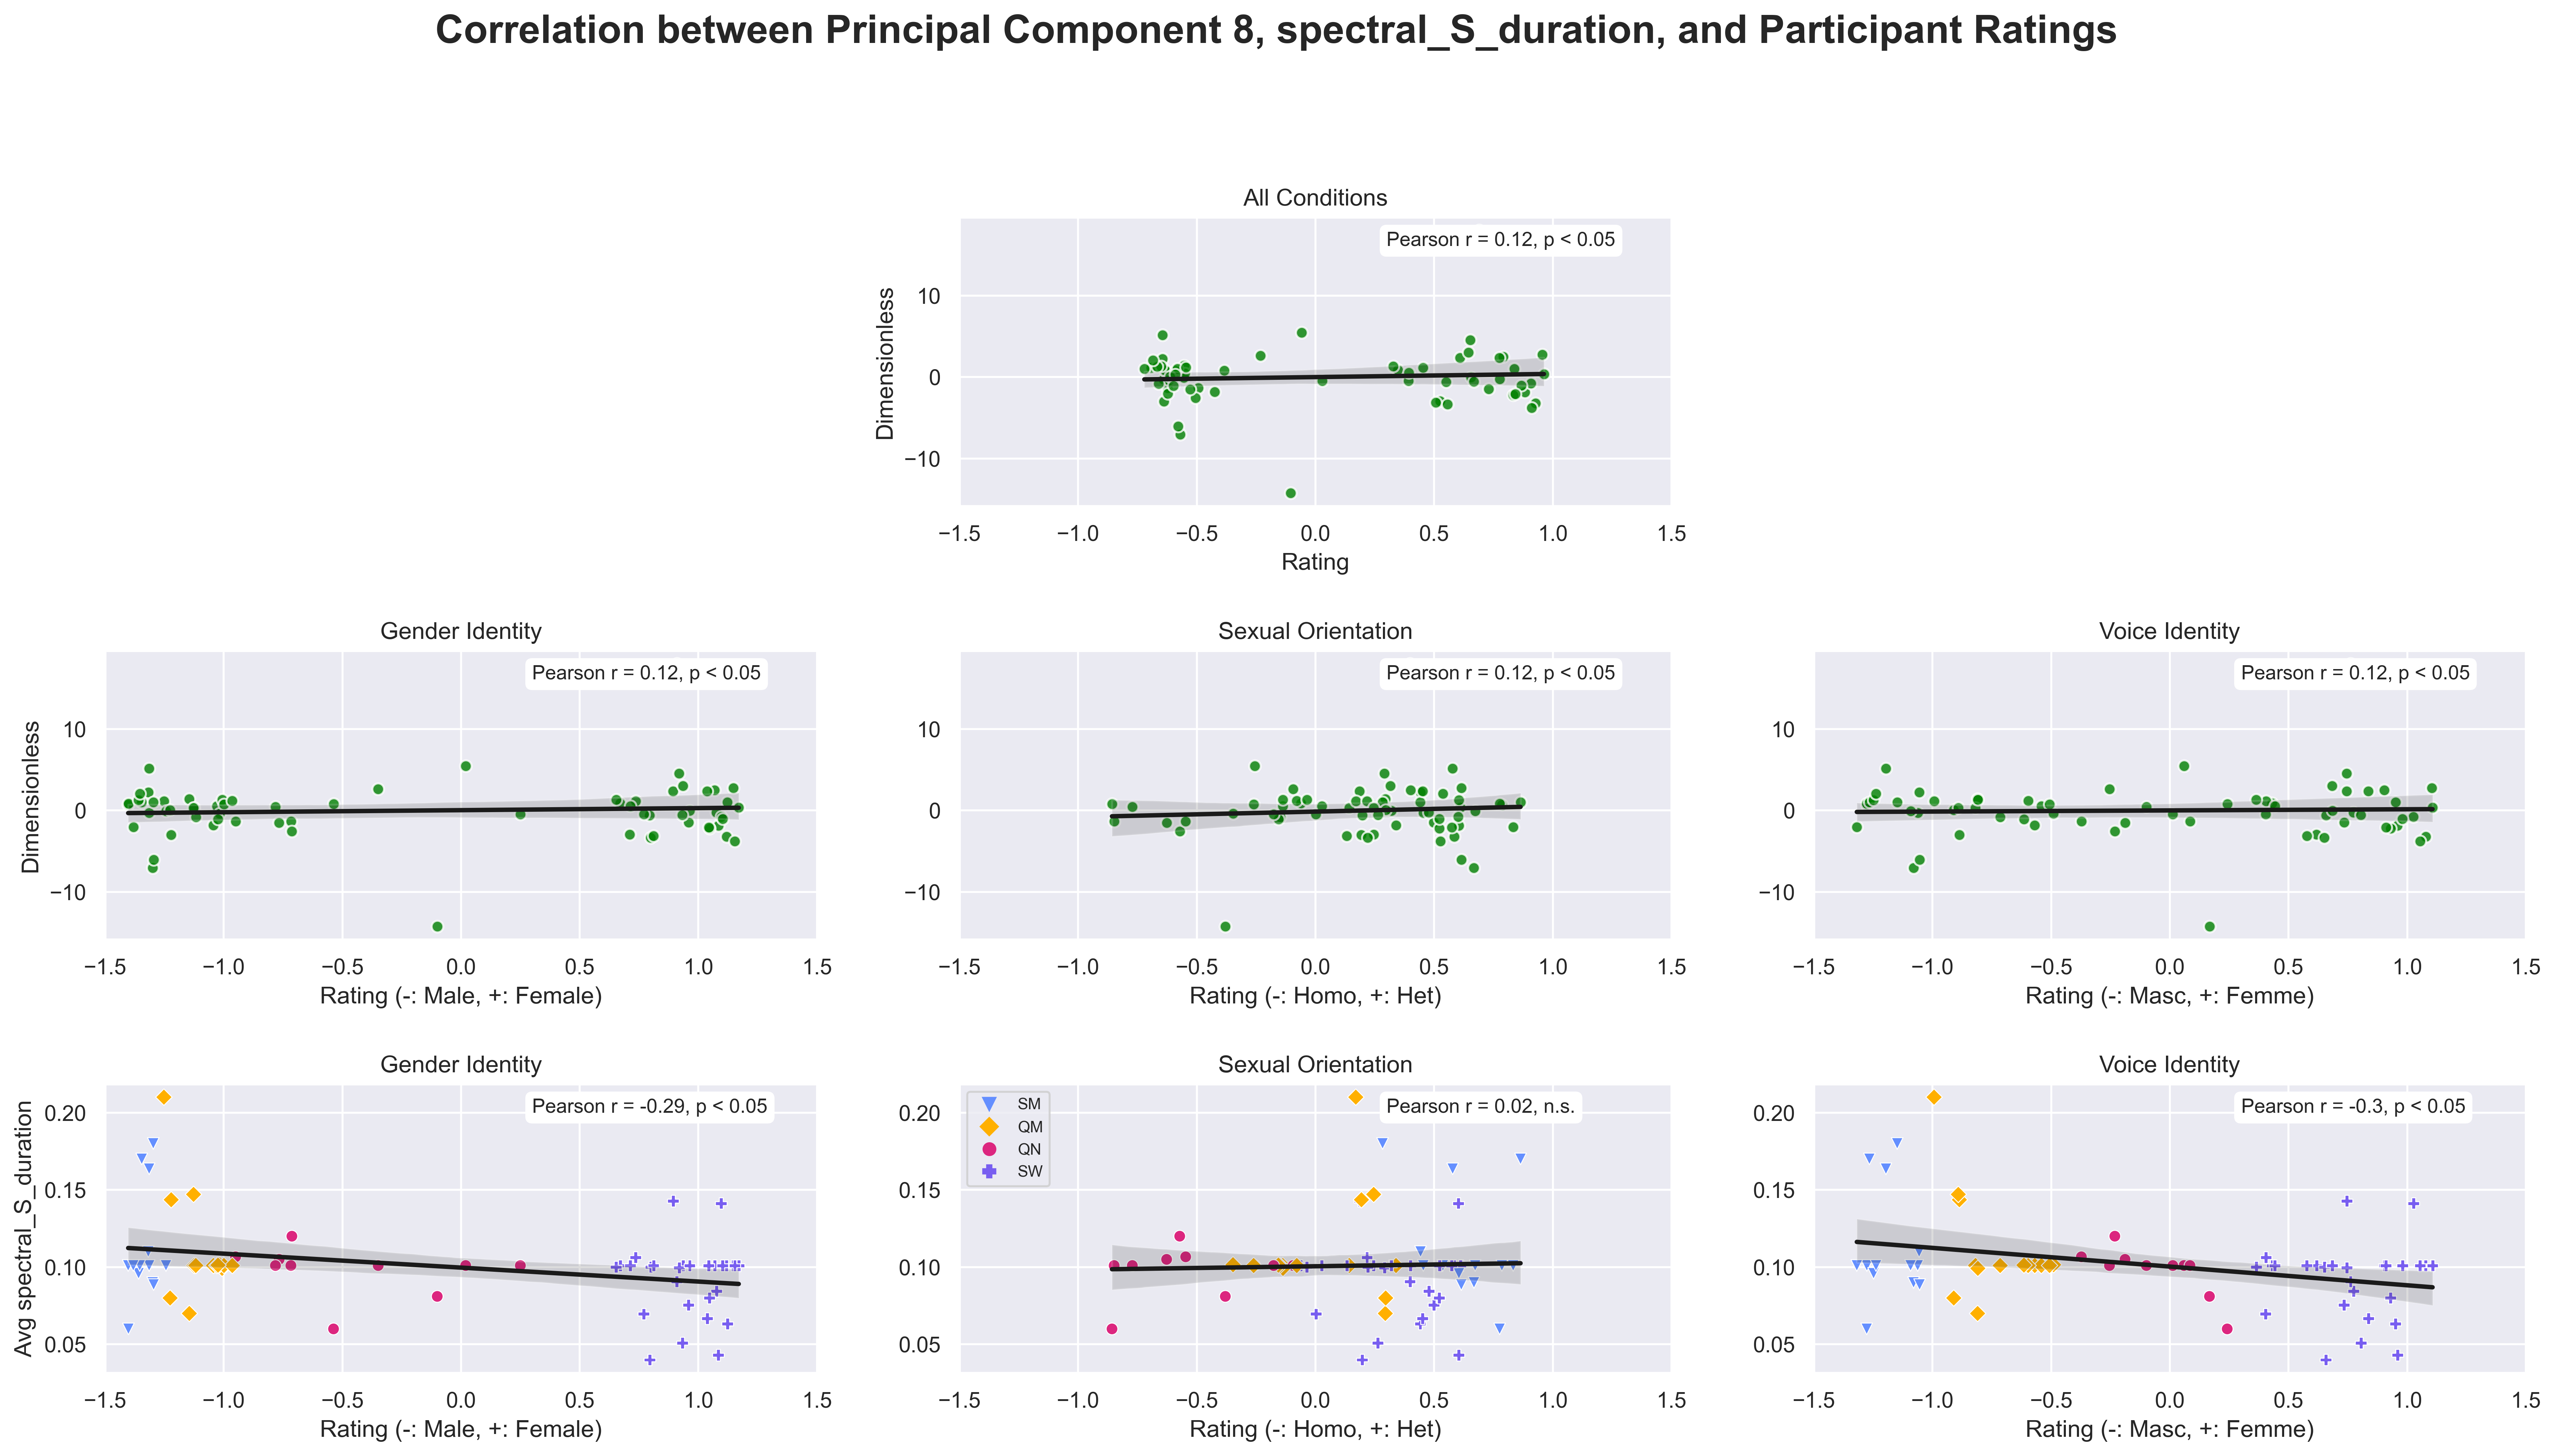 Correlation between Principal Component 8, spectral_S_duration, and Participant Ratings
All Conditions
Pearson r = 0.12, p < 0.05
Dimensionless
10
0
−10
−1.5 −1.0 −0.5 0.0 0.5 1.0 1.5
Rating
Gender Identity
Pearson r = 0.12, p < 0.05
Dimensionless
10
0
−10
−1.5 −1.0 −0.5 0.0 0.5 1.0 1.5
Rating (-: Male, +: Female)
Sexual Orientation
Pearson r = 0.12, p < 0.05
10
0
−10
−1.5 −1.0 −0.5 0.0 0.5 1.0 1.5
Rating (-: Homo, +: Het)
Voice Identity
Pearson r = 0.12, p < 0.05
10
0
−10
−1.5 −1.0 −0.5 0.0 0.5 1.0 1.5
Rating (-: Masc, +: Femme)
Gender Identity
Pearson r = -0.29, p < 0.05
Avg spectral_S_duration
0.20
0.15
0.10
0.05
−1.5 −1.0 −0.5 0.0 0.5 1.0 1.5
Rating (-: Male, +: Female)
Sexual Orientation
SM
QM
QN
SW
Pearson r = 0.02, n.s.
0.20
0.15
0.10
0.05
−1.5 −1.0 −0.5 0.0 0.5 1.0 1.5
Rating (-: Homo, +: Het)
Voice Identity
Pearson r = -0.3, p < 0.05
0.20
0.15
0.10
0.05
−1.5 −1.0 −0.5 0.0 0.5 1.0 1.5
Rating (-: Masc, +: Femme)